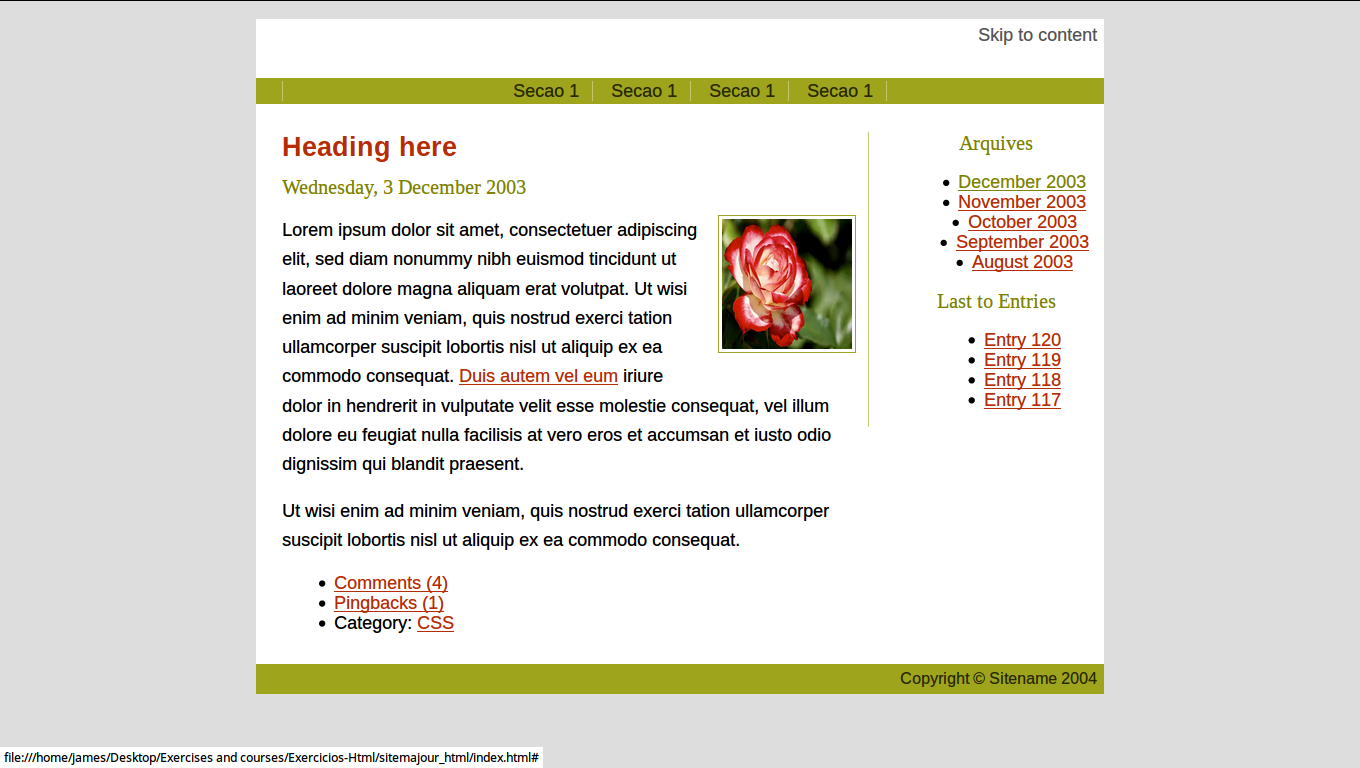 Skip to content
Secao 1 Secao 1 Secao 1 Secao 1
Heading here
Wednesday, 3 December 2003
Lorem ipsum dolor sit amet, consectetuer adipiscing
elit, sed diam nonummy nibh euismod tincidunt ut
laoreet dolore magna aliquam erat volutpat. Ut wisi
enim ad minim veniam, quis nostrud exerci tation
ullamcorper suscipit lobortis nisl ut aliquip ex ea
commodo consequat. Duis autem vel eum iriure
dolor in hendrerit in vulputate velit esse molestie consequat, vel illum
dolore eu feugiat nulla facilisis at vero eros et accumsan et iusto odio
dignissim qui blandit praesent.
Ut wisi enim ad minim veniam, quis nostrud exerci tation ullamcorper
suscipit lobortis nisl ut aliquip ex ea commodo consequat.
• Comments (4)
• Pingbacks (1)
• Category: CSS
Arquives
• December 2003
• November 2003
• October 2003
• September 2003
• August 2003
Last to Entries
• Entry 120
• Entry 119
• Entry 118
• Entry 117
Copyright © Sitename 2004
file:///home/james/Desktop/Exercises and courses/Exercicios-Html/sitemajour_html/index.html#